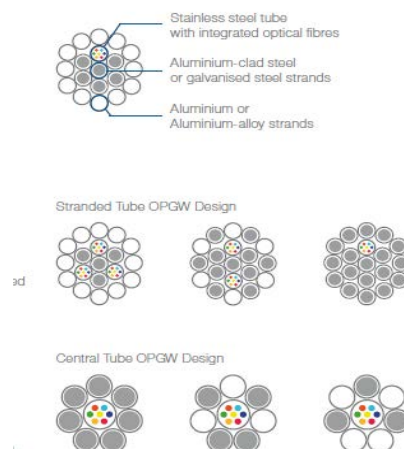 Stainless steel tube
with integrated optical fibres
Aluminium-clad steel
or galvanised steel strands
Aluminium or
Aluminium-alloy strands
Stranded Tube OPGW Design
Central Tube OPGW Design